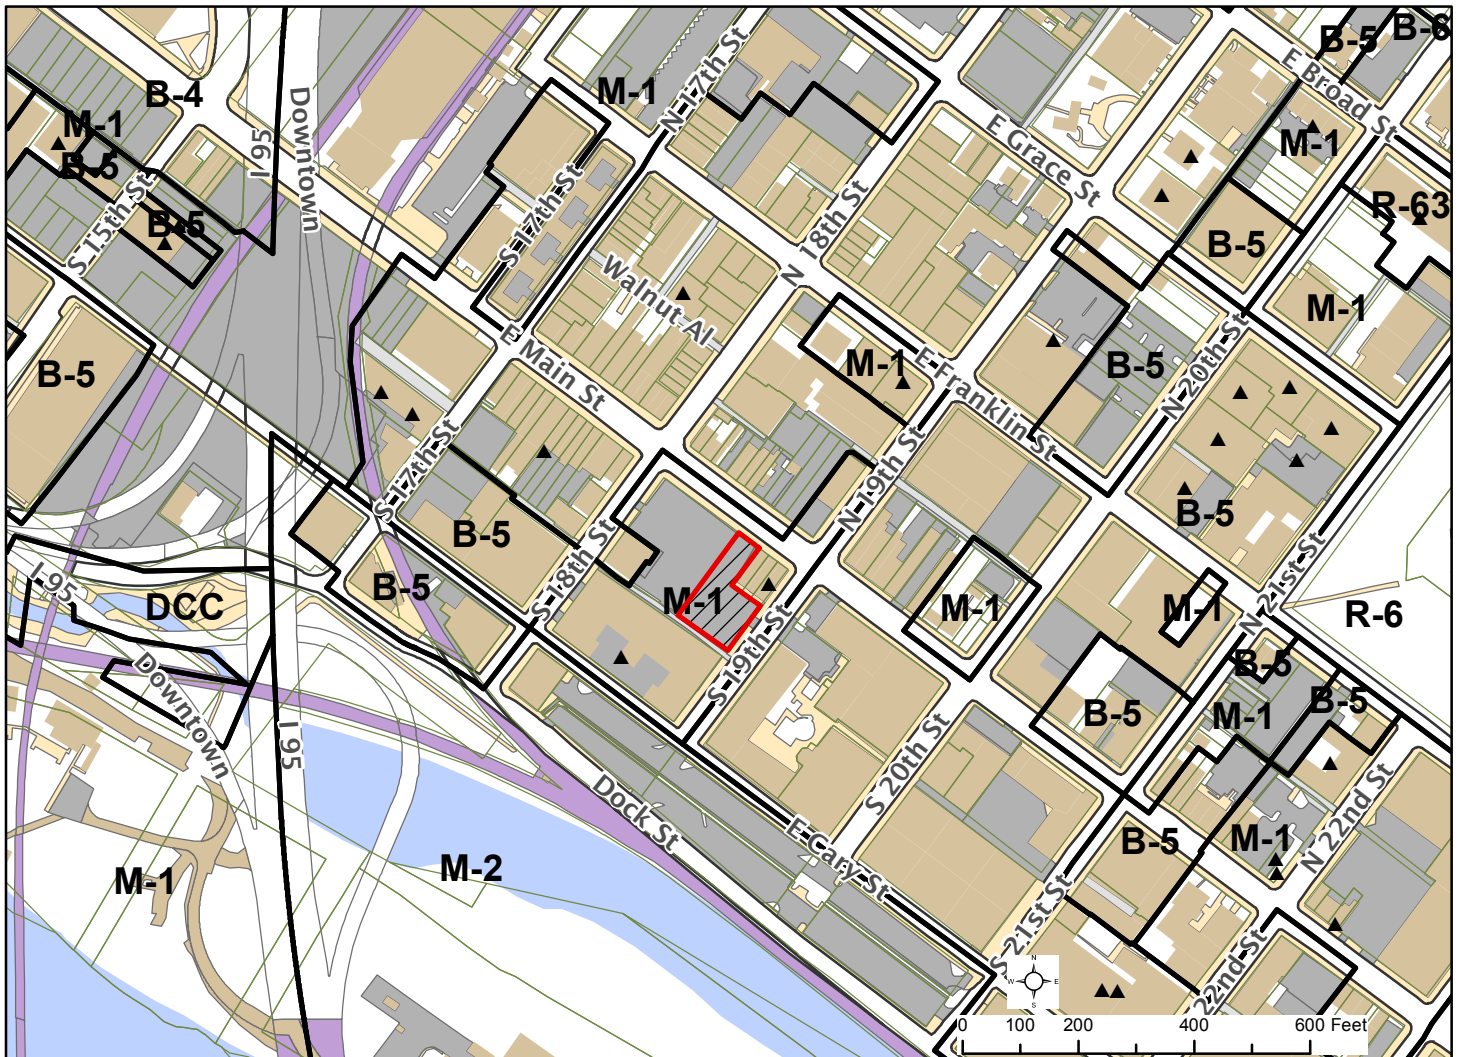 B-5
B-6
E Broad St
B-4
M-1
N 17th St
M-1
I 95
Downtown
E Grace St
M-1
B-5
S 15th St
B-5
S 17th St
N 18th St
R-63
B-5
Walnut Al
M-1
E Main St
M-1
E Franklin St
B-5
N 20th St
B-5
S 17th St
N 19th St
B-5
B-5
S 18th St
B-5
I 95
DCC
M-1
M-1
M-1
N 21st St
R-6
S 19th St
B-5
B-5
B-5
M-1
Downtown
I 95
S 20th St
Dock St
E Cary St
B-5
M-1
N 22nd St
M-1
M-2
S 21st St
22nd St
N
W
E
S
0 100 200 400 600 Feet